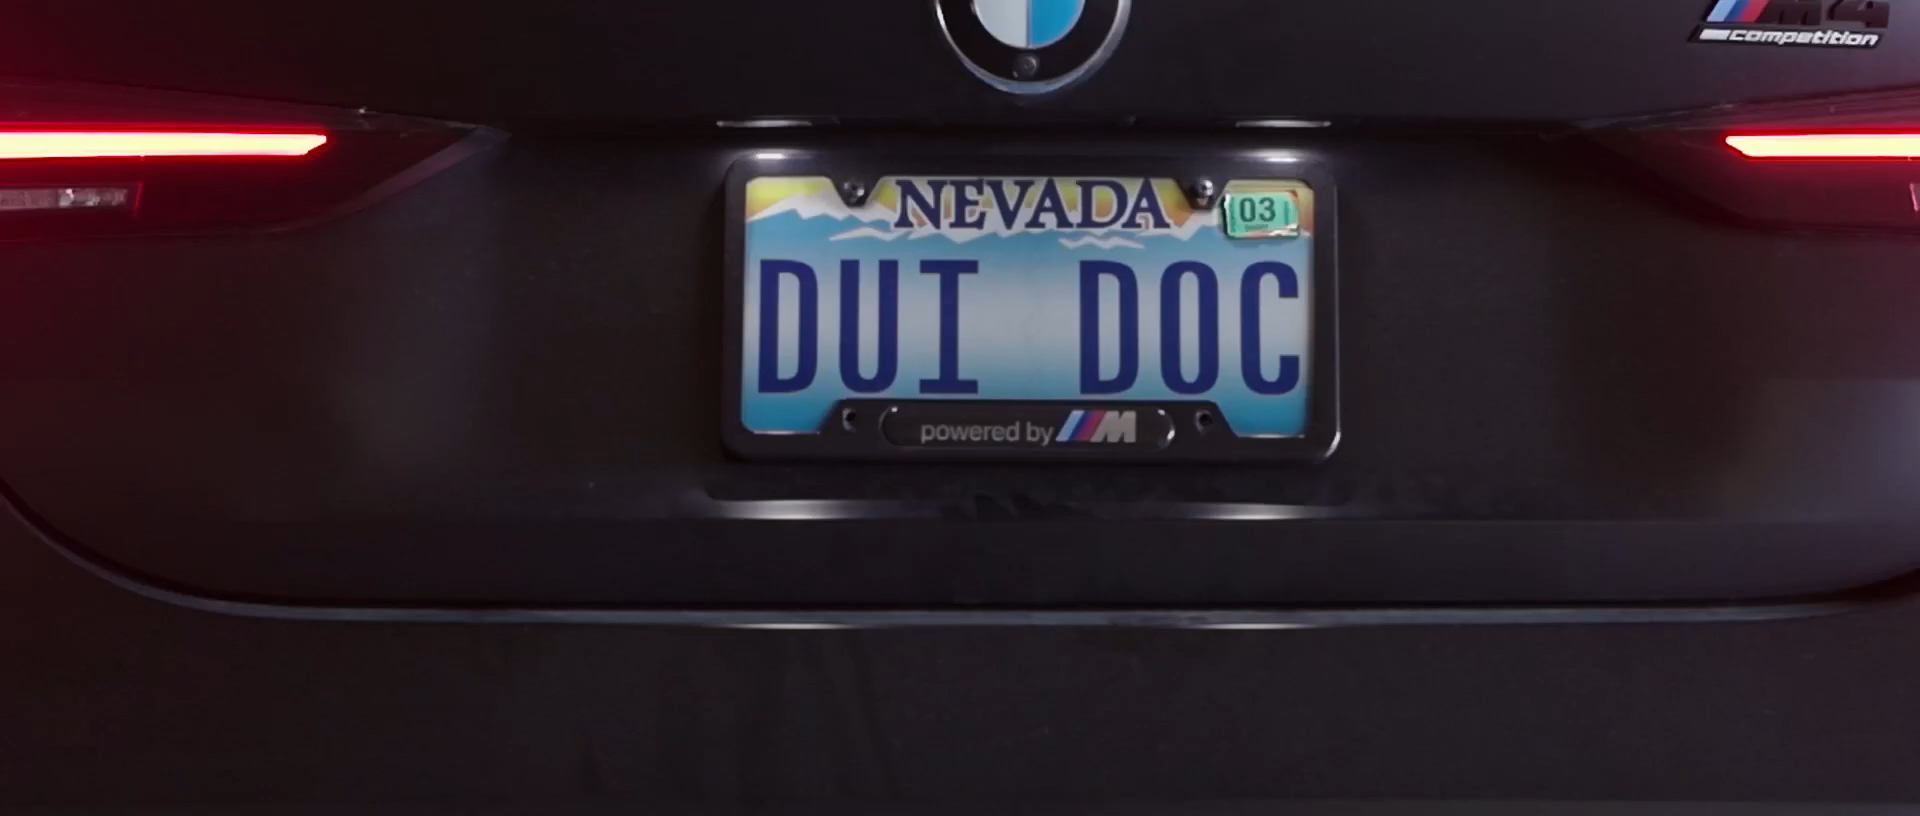 M4
competition
NEVADA
03
DUI DOC
powered by M